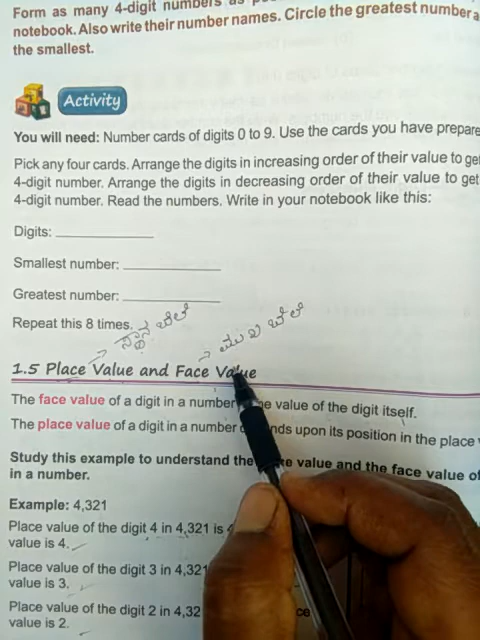 Form as many 4-digit numbers as
notebook. Also write their number names. Circle the greatest number a
the smallest.
Activity
You will need: Number cards of digits 0 to 9. Use the cards you have prepare
Pick any four cards. Arrange the digits in increasing order of their value to ge
4-digit number. Arrange the digits in decreasing order of their value to get
4-digit number. Read the numbers. Write in your notebook like this:
Digits:
Smallest number:
Greatest number:
Repeat this 8 times.
→ ಸ್ಥಾನ ಬೆಲೆ
→ ಮುಖ ಬೆಲೆ
1.5 Place Value and Face Value
The face value of a digit in a number value of the digit itself.
The place value of a digit in a number upon its position in the place
Study this example to understand the value and the face value of
in a number.
Example: 4,321
Place value of the digit 4 in 4,321 is 4
value is 4.
Place value of the digit 3 in 4,321
value is 3.
Place value of the digit 2 in 4,32
value is 2.